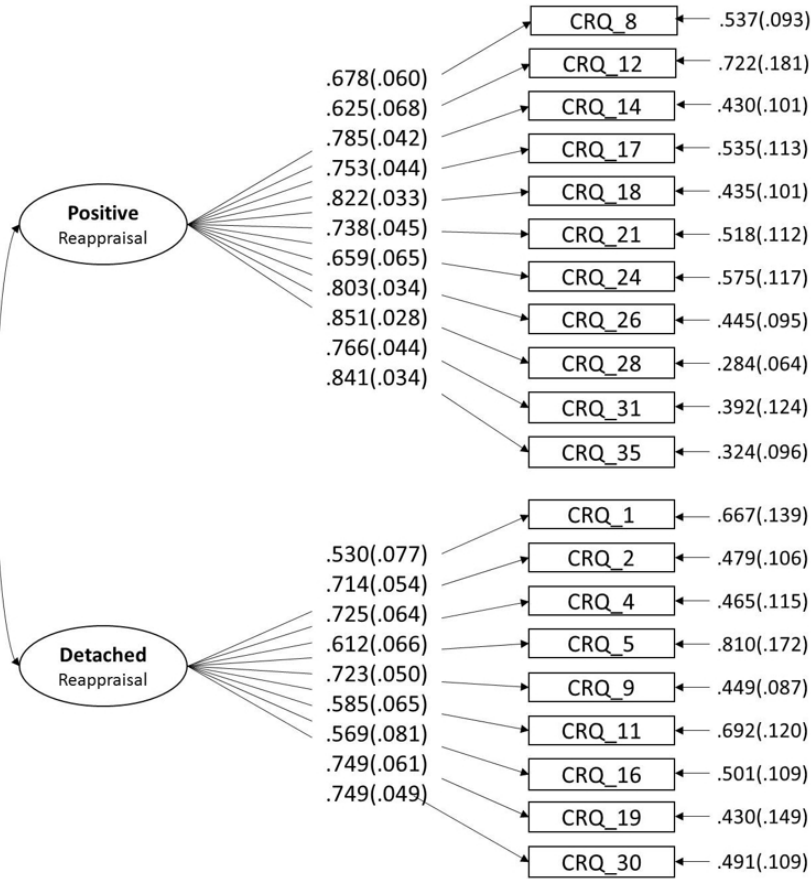 CRQ_8 .537(.093)
.678(.060) CRQ_12 .722(.181)
.625(.068) CRQ_14 .430(.101)
.785(.042)
.753(.044) CRQ_17 .535(.113)
.822(.033) CRQ_18 .435(.101)
Positive
Reappraisal
.738(.045) CRQ_21 .518(.112)
.659(.065) CRQ_24 .575(.117)
.803(.034)
.851(.028) CRQ_26 .445(.095)
.766(.044) CRQ_28 .284(.064)
.841(.034) CRQ_31 .392(.124)
CRQ_35 .324(.096)
CRQ_1 .667(.139)
.530(.077) CRQ_2 .479(.106)
.714(.054)
.725(.064) CRQ_4 .465(.115)
.612(.066) CRQ_5 .810(.172)
Detached
Reappraisal
.723(.050) CRQ_9 .449(.087)
.585(.065) CRQ_11 .692(.120)
.569(.081)
.749(.061) CRQ_16 .501(.109)
.749(.049) CRQ_19 .430(.149)
CRQ_30 .491(.109)